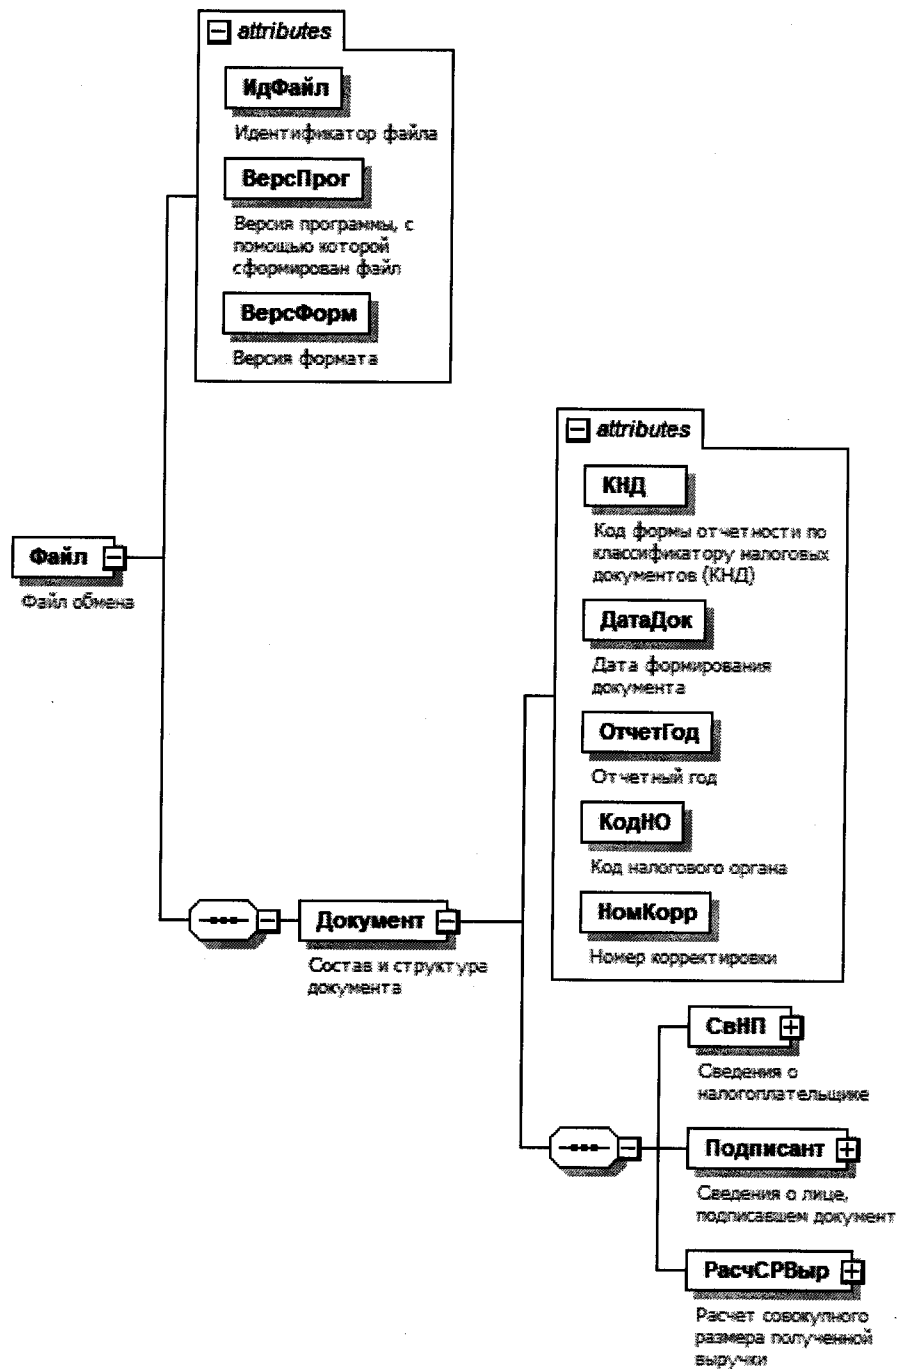 attributes
ИдФайл
Идентификатор файла
ВерсПрог
Версия программы, с
помощью которой
сформирован файл
ВерсФорм
Версия формата
attributes
КНД
Код формы отчетности по
классификатору налоговых
документов (КНД)
Файл
Файл обмена
ДатаДок
Дата формирования
документа
ОтчетГод
Отчетный год
КодНО
Код налогового органа
НомКорр
Номер корректировки
Документ
Состав и структура
документа
СвНП
Сведения о
налогоплательщике
Подписант
Сведения о лице,
подписавшем документ
РасчСРВыр
Расчет совокупного
размера полученной
выручки